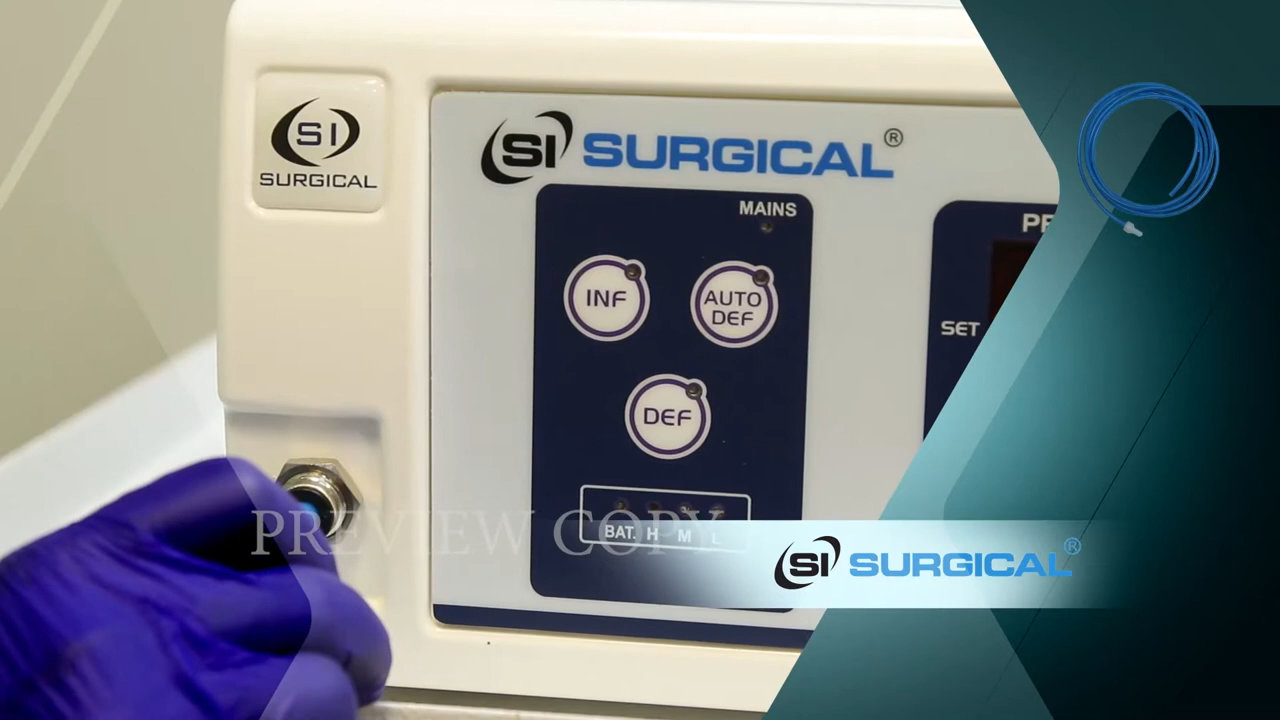 SI
SURGICAL
SI SURGICAL®
MAINS
INF
AUTO
DEF
DEF
BAT. H M L
SET
PREVIEW COPY
SI SURGICAL®